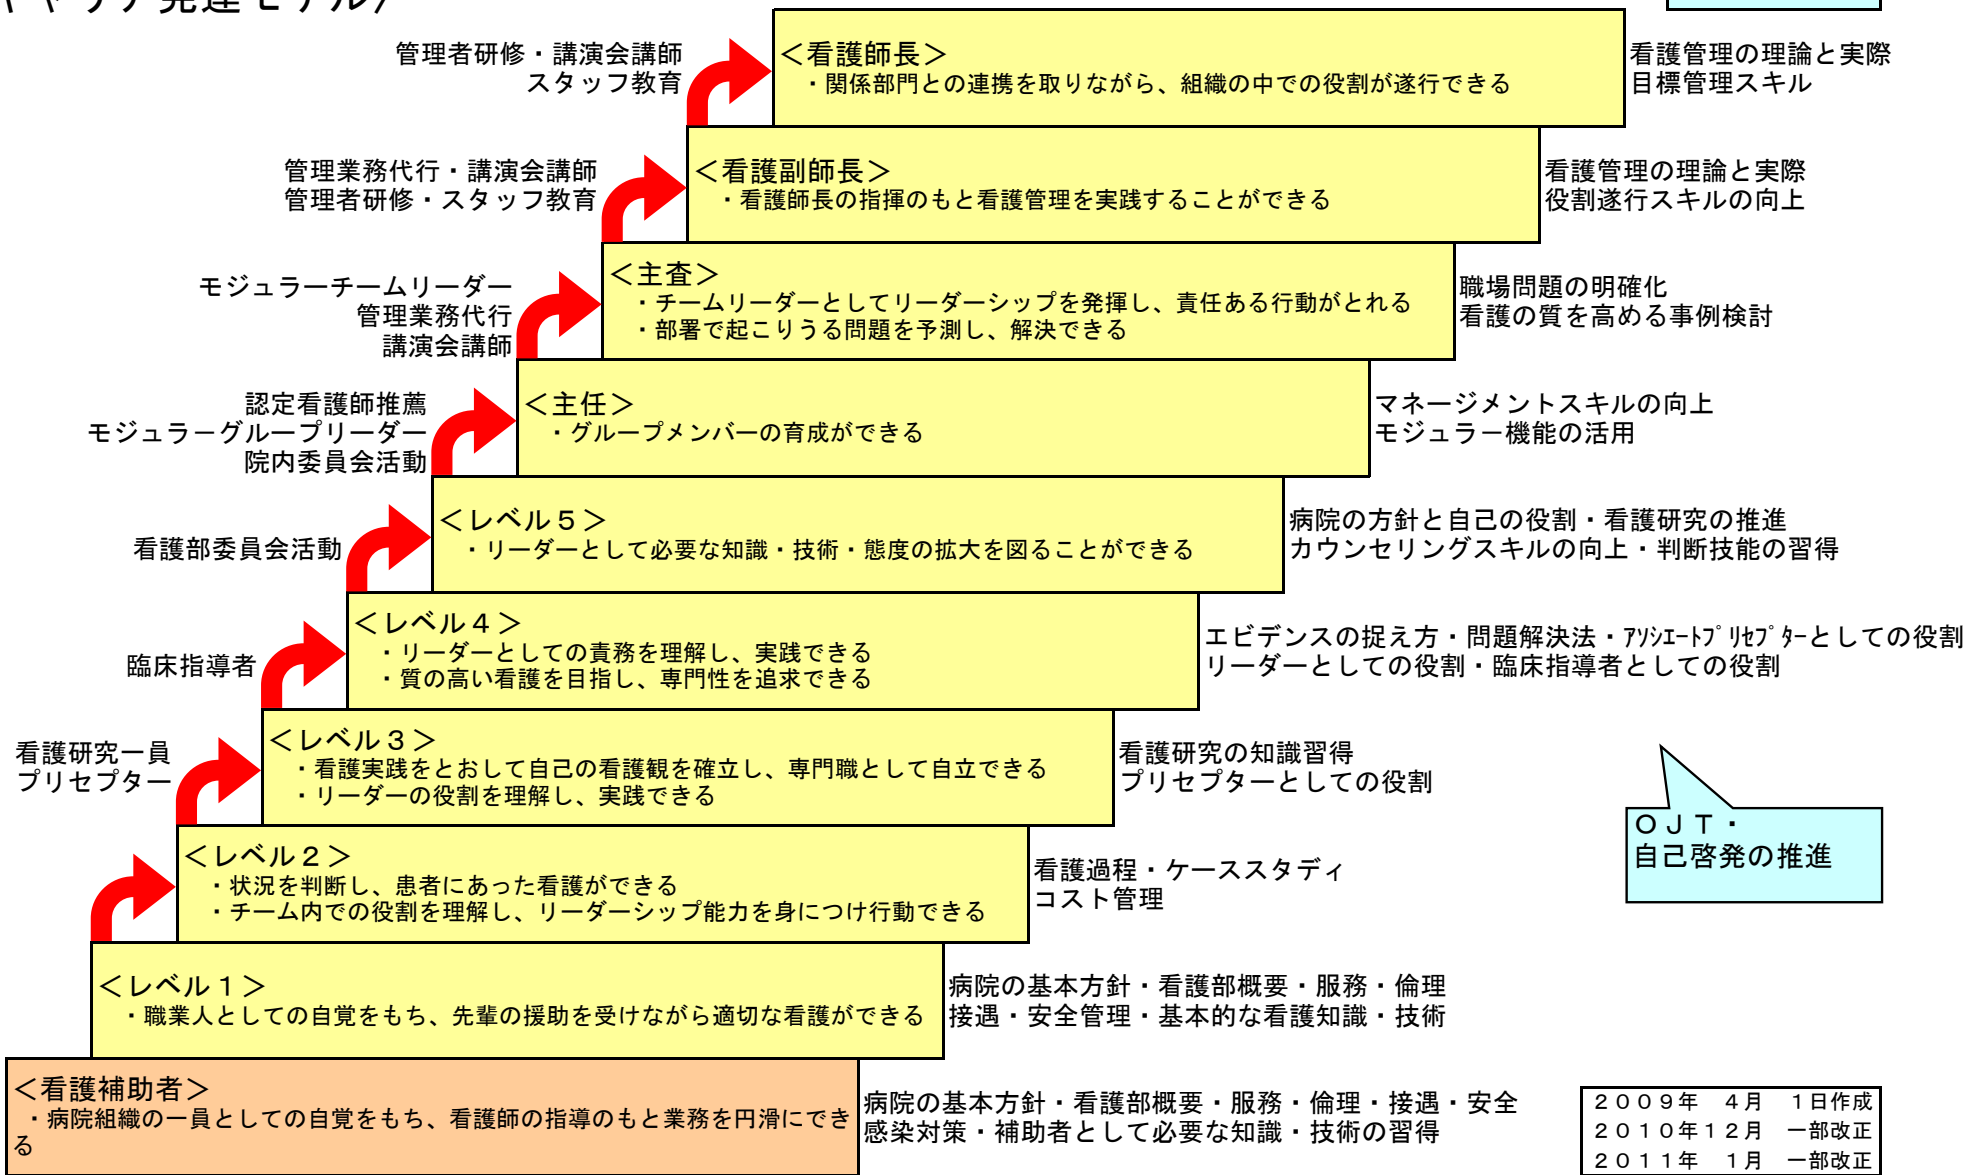 キャリア発達モデル〉
管理者研修・講演会講師
スタッフ教育
＜看護師長＞
・関係部門との連携を取りながら、組織の中での役割が遂行できる
看護管理の理論と実際
目標管理スキル
管理業務代行・講演会講師
管理者研修・スタッフ教育
＜看護副師長＞
・看護師長の指揮のもと看護管理を実践することができる
看護管理の理論と実際
役割遂行スキルの向上
モジュラーチームリーダー
管理業務代行
講演会講師
＜主査＞
・チームリーダーとしてリーダーシップを発揮し、責任ある行動がとれる
・部署で起こりうる問題を予測し、解決できる
職場問題の明確化
看護の質を高める事例検討
認定看護師推薦
モジュラ－グループリーダー
院内委員会活動
＜主任＞
・グループメンバーの育成ができる
マネージメントスキルの向上
モジュラ－機能の活用
看護部委員会活動
＜レベル５＞
・リーダーとして必要な知識・技術・態度の拡大を図ることができる
病院の方針と自己の役割・看護研究の推進
カウンセリングスキルの向上・判断技能の習得
臨床指導者
＜レベル４＞
・リーダーとしての責務を理解し、実践できる
・質の高い看護を目指し、専門性を追求できる
エビデンスの捉え方・問題解決法・ｱｿｼｴｰﾄﾌﾟﾘｾﾌﾟﾀｰとしての役割
リーダーとしての役割・臨床指導者としての役割
看護研究一員
プリセプター
＜レベル３＞
・看護実践をとおして自己の看護観を確立し、専門職として自立できる
・リーダーの役割を理解し、実践できる
看護研究の知識習得
プリセプターとしての役割
ＯＪＴ・
自己啓発の推進
＜レベル２＞
・状況を判断し、患者にあった看護ができる
・チーム内での役割を理解し、リーダーシップ能力を身につけ行動できる
看護過程・ケーススタディ
コスト管理
＜レベル１＞
・職業人としての自覚をもち、先輩の援助を受けながら適切な看護ができる
病院の基本方針・看護部概要・服務・倫理
接遇・安全管理・基本的な看護知識・技術
＜看護補助者＞
・病院組織の一員としての自覚をもち、看護師の指導のもと業務を円滑にでき
る
病院の基本方針・看護部概要・服務・倫理・接遇・安全
感染対策・補助者として必要な知識・技術の習得
２００９年　４月　１日作成
２０１０年１２月　一部改正
２０１１年　１月　一部改正